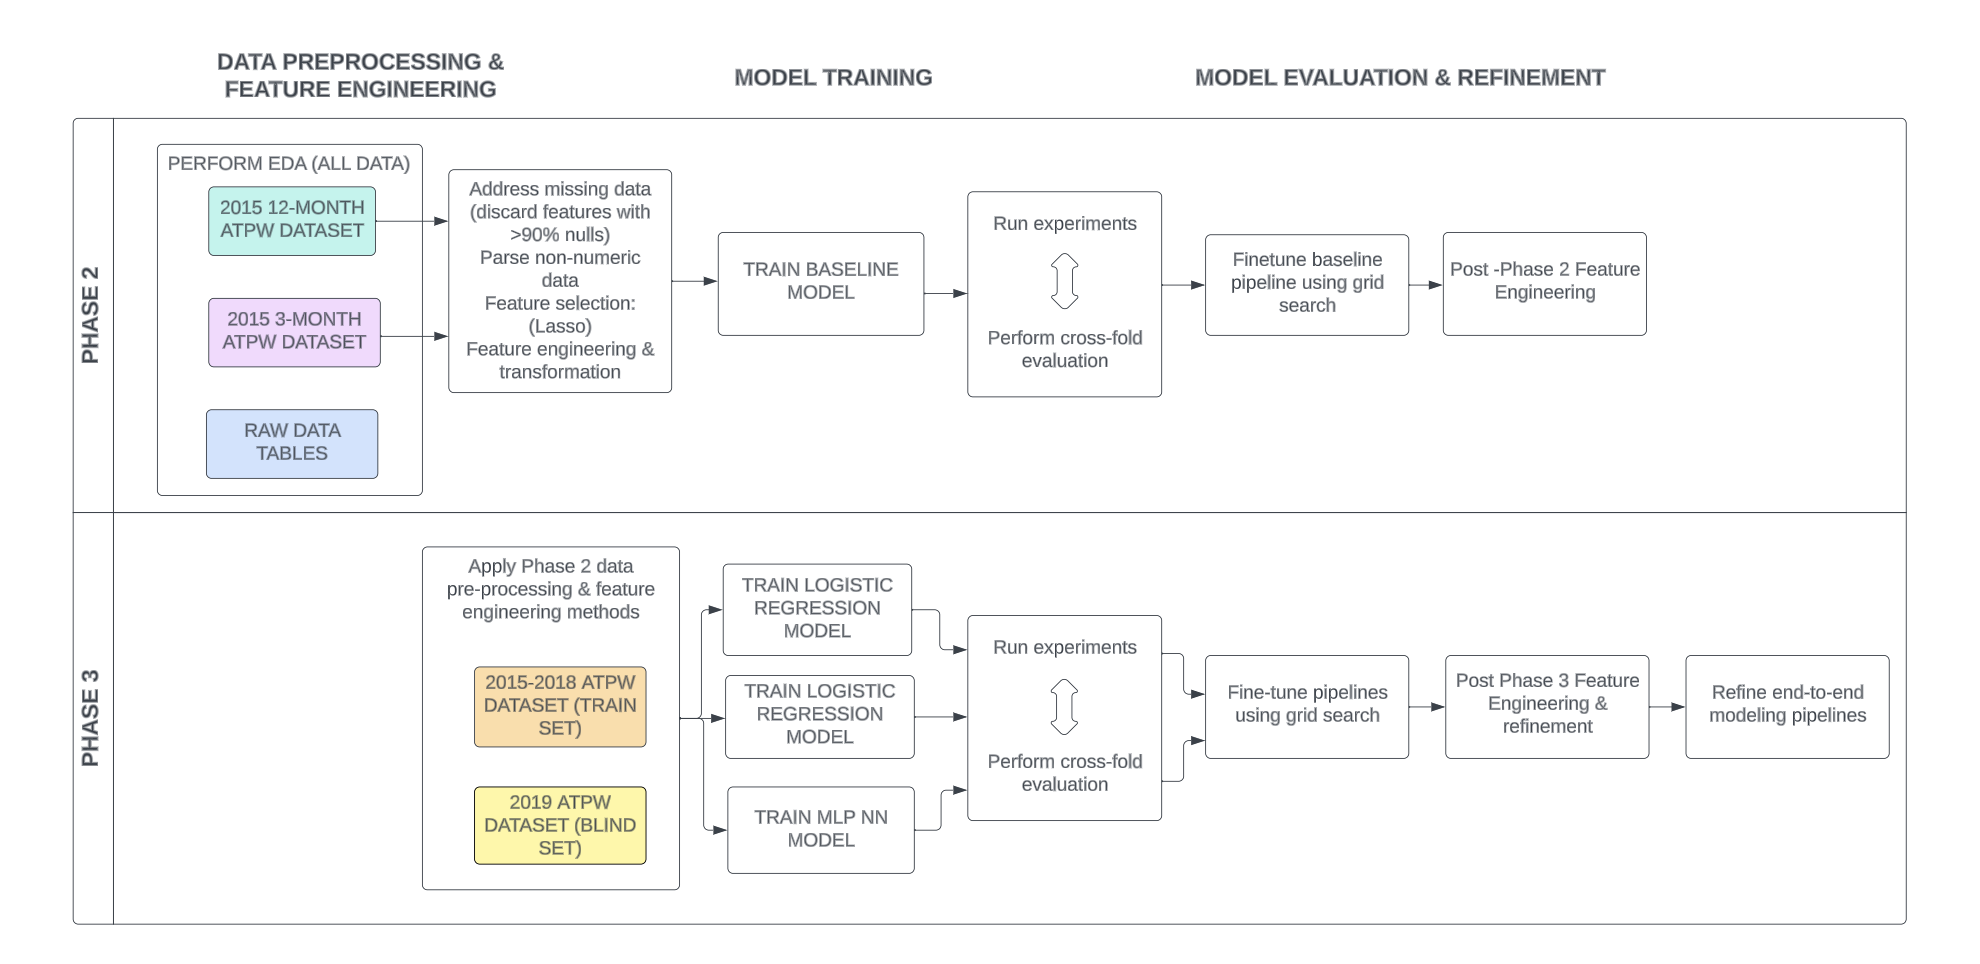 DATA PREPROCESSING &
FEATURE ENGINEERING
MODEL TRAINING
MODEL EVALUATION & REFINEMENT
PHASE 2
PERFORM EDA (ALL DATA)
2015 12-MONTH
ATPW DATASET
2015 3-MONTH
ATPW DATASET
RAW DATA
TABLES
Address missing data
(discard features with
>90% nulls)
Parse non-numeric
data
Feature selection:
(Lasso)
Feature engineering &
transformation
TRAIN BASELINE
MODEL
Run experiments
Perform cross-fold
evaluation
Finetune baseline
pipeline using grid
search
Post -Phase 2 Feature
Engineering
PHASE 3
Apply Phase 2 data
pre-processing & feature
engineering methods
2015-2018 ATPW
DATASET (TRAIN
SET)
2019 ATPW
DATASET (BLIND
SET)
TRAIN LOGISTIC
REGRESSION
MODEL
TRAIN LOGISTIC
REGRESSION
MODEL
TRAIN MLP NN
MODEL
Run experiments
Perform cross-fold
evaluation
Fine-tune pipelines
using grid search
Post Phase 3 Feature
Engineering &
refinement
Refine end-to-end
modeling pipelines